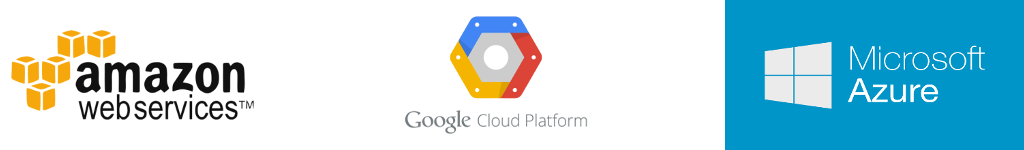 amazon
webservices™
Google Cloud Platform
Microsoft
Azure